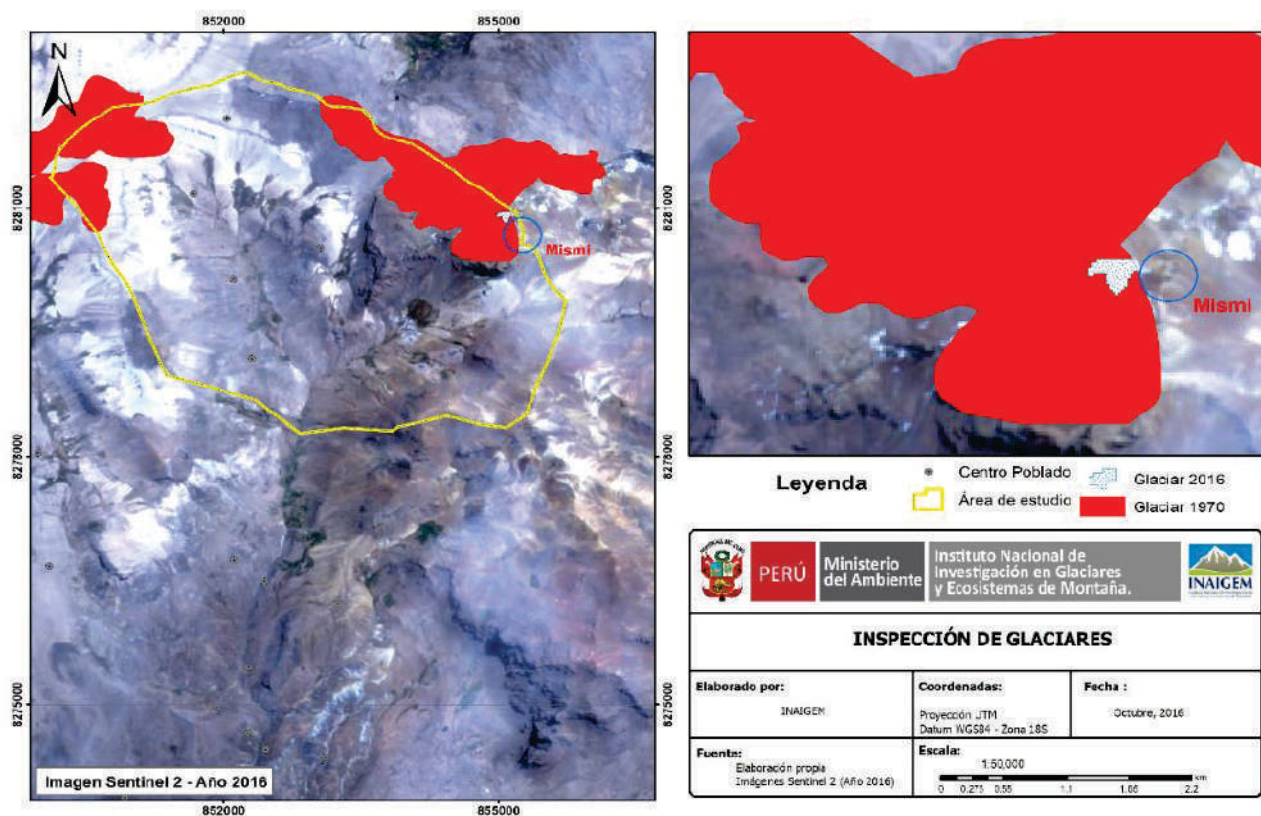 852000
855000
N
8281000
8281000
Mismi
8278000
8278000
8275000
8275000
Imagen Sentinel 2 - Año 2016
852000
855000
Mismi
Leyenda
Centro Poblado
Área de estudio
Glaciar 2016
Glaciar 1970
PERÚ
Ministerio
del Ambiente
Instituto Nacional de
Investigación en Glaciares
y Ecosistemas de Montaña.
INAIGEM
INSPECCIÓN DE GLACIARES
Elaborado por:
INAIGEM
Coordenadas:
Proyección UTM
Datum WGS84 - Zona 18S
Fecha :
Octubre, 2016
Fuente:
Elaboración propia
Imágenes Sentinel 2 (Año 2016)
Escala:
1:50,000
km
0 0.275 0.55 1.1 1.65 2.2